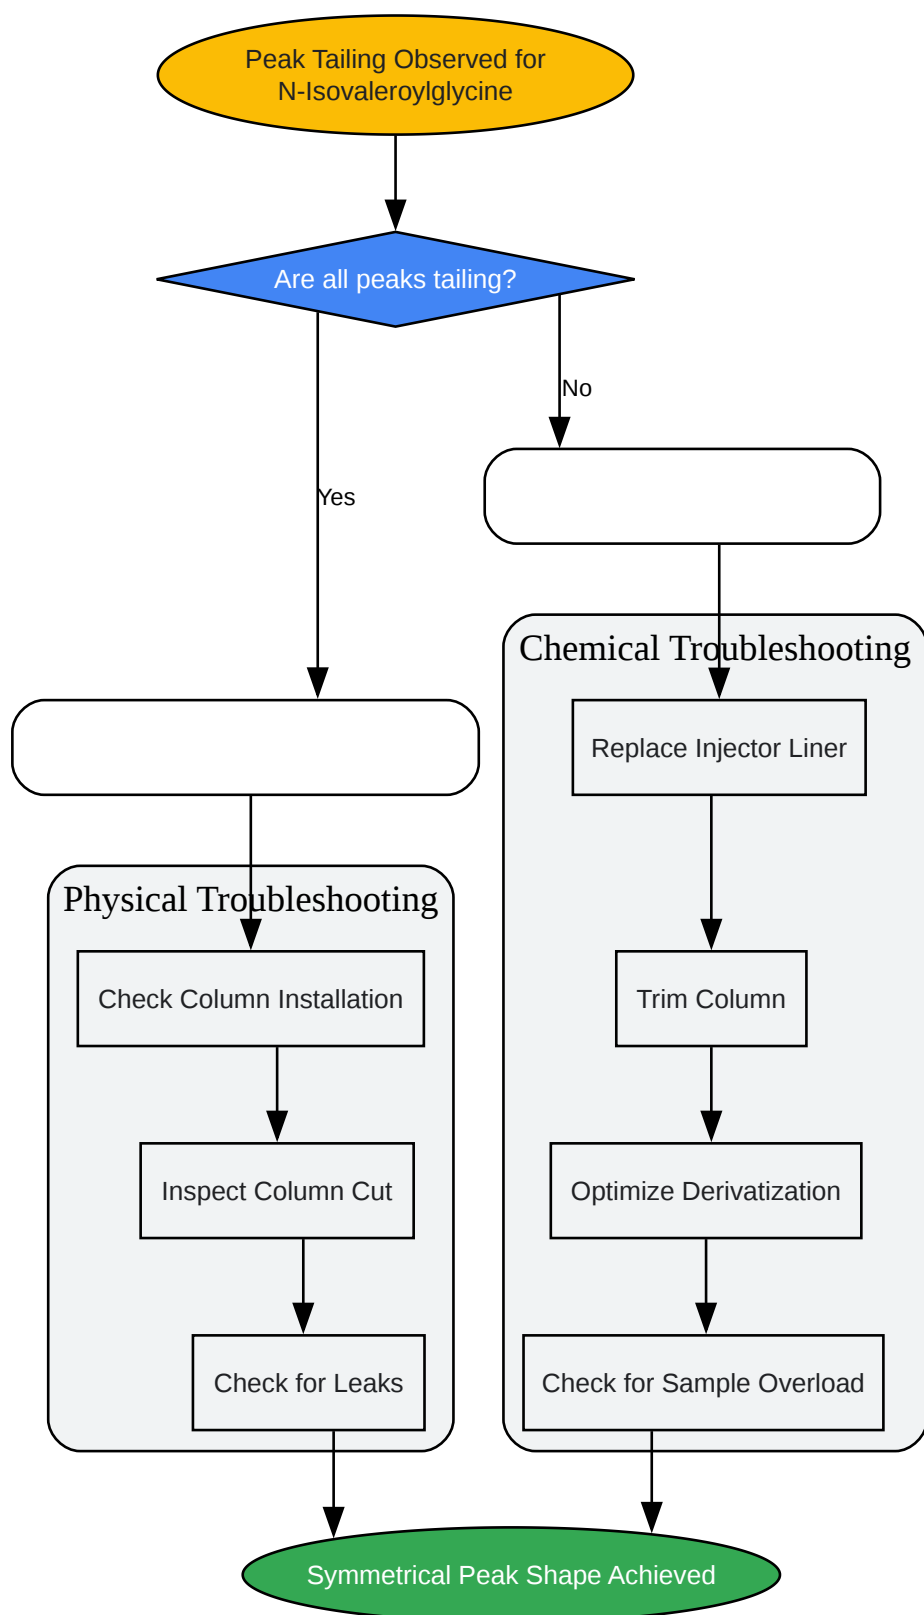 Peak Tailing Observed for
N-Isovaleroylglycine
Are all peaks tailing?
No
Yes
Chemical Troubleshooting
Replace Injector Liner
Physical Troubleshooting
Check Column Installation
Trim Column
Inspect Column Cut
Optimize Derivatization
Check for Leaks
Check for Sample Overload
Symmetrical Peak Shape Achieved